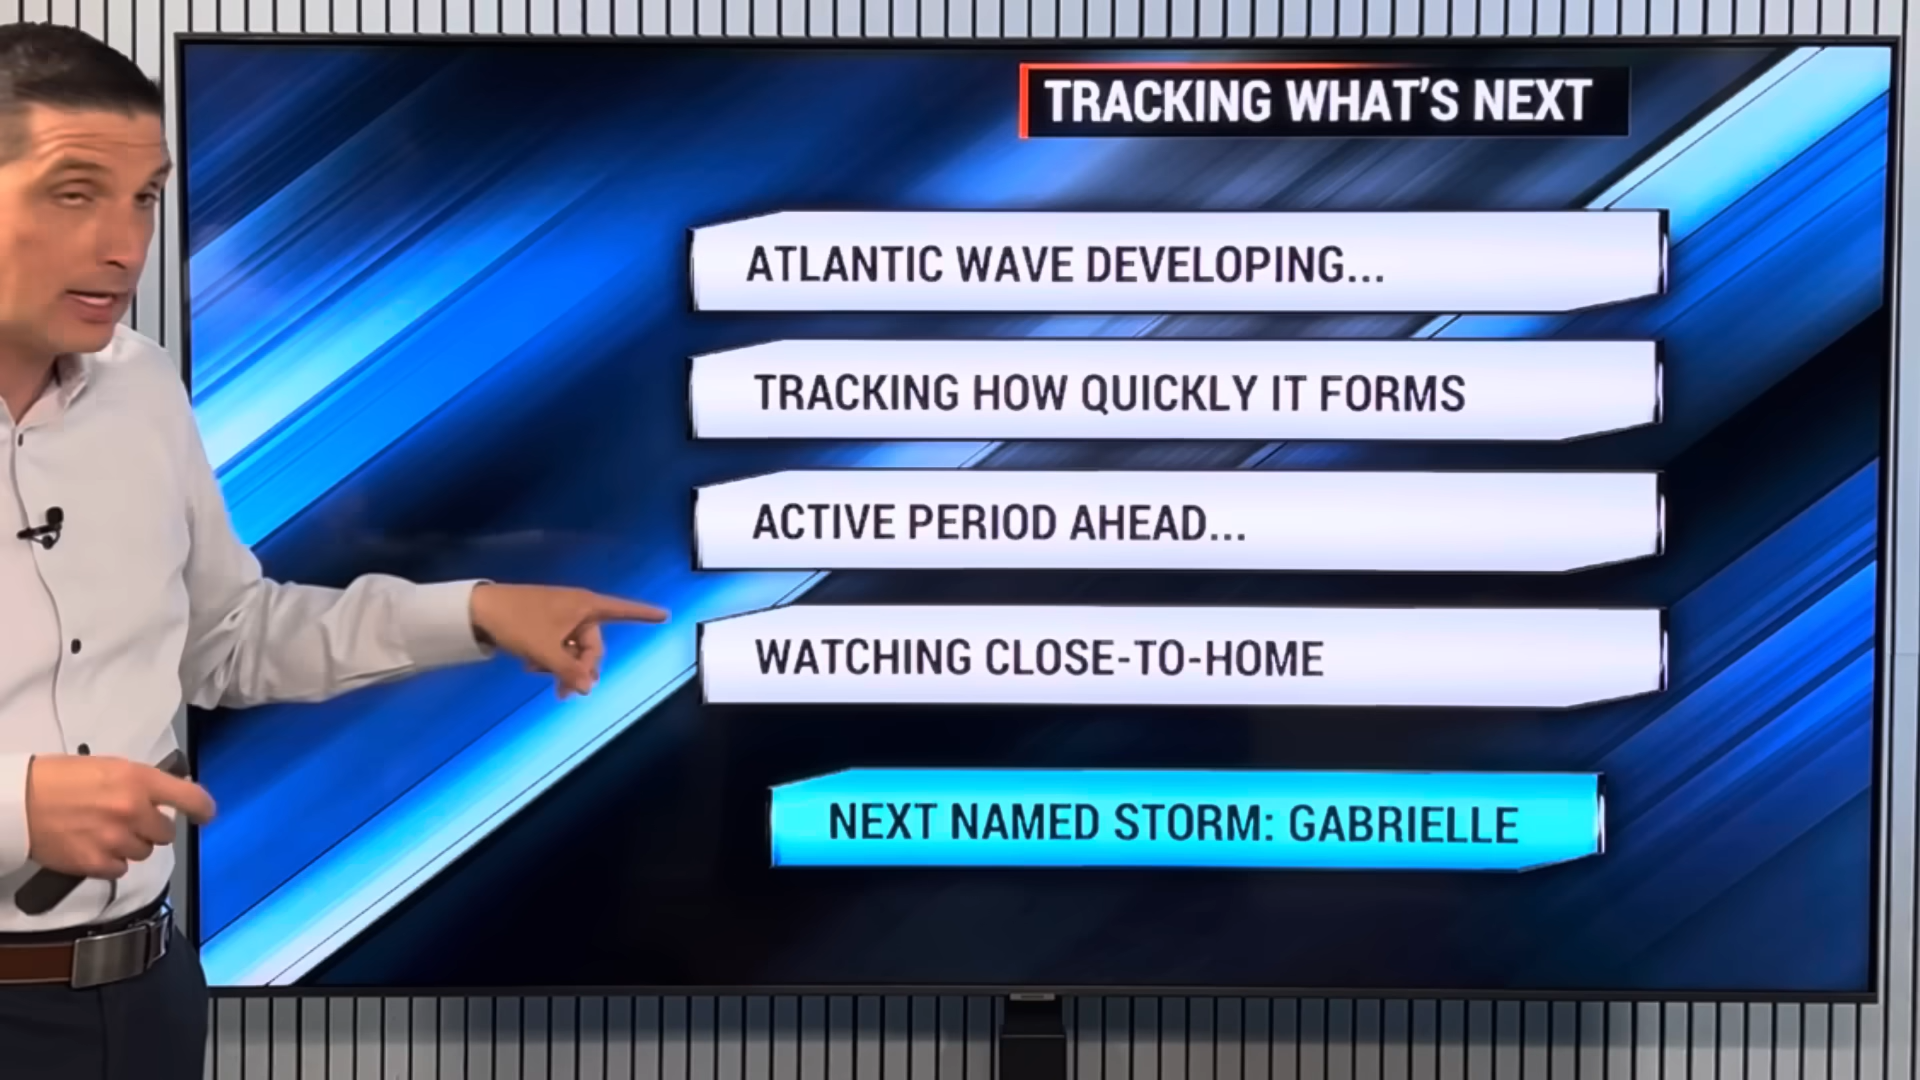 TRACKING WHAT'S NEXT
ATLANTIC WAVE DEVELOPING...
TRACKING HOW QUICKLY IT FORMS
ACTIVE PERIOD AHEAD...
WATCHING CLOSE-TO-HOME
NEXT NAMED STORM: GABRIELLE